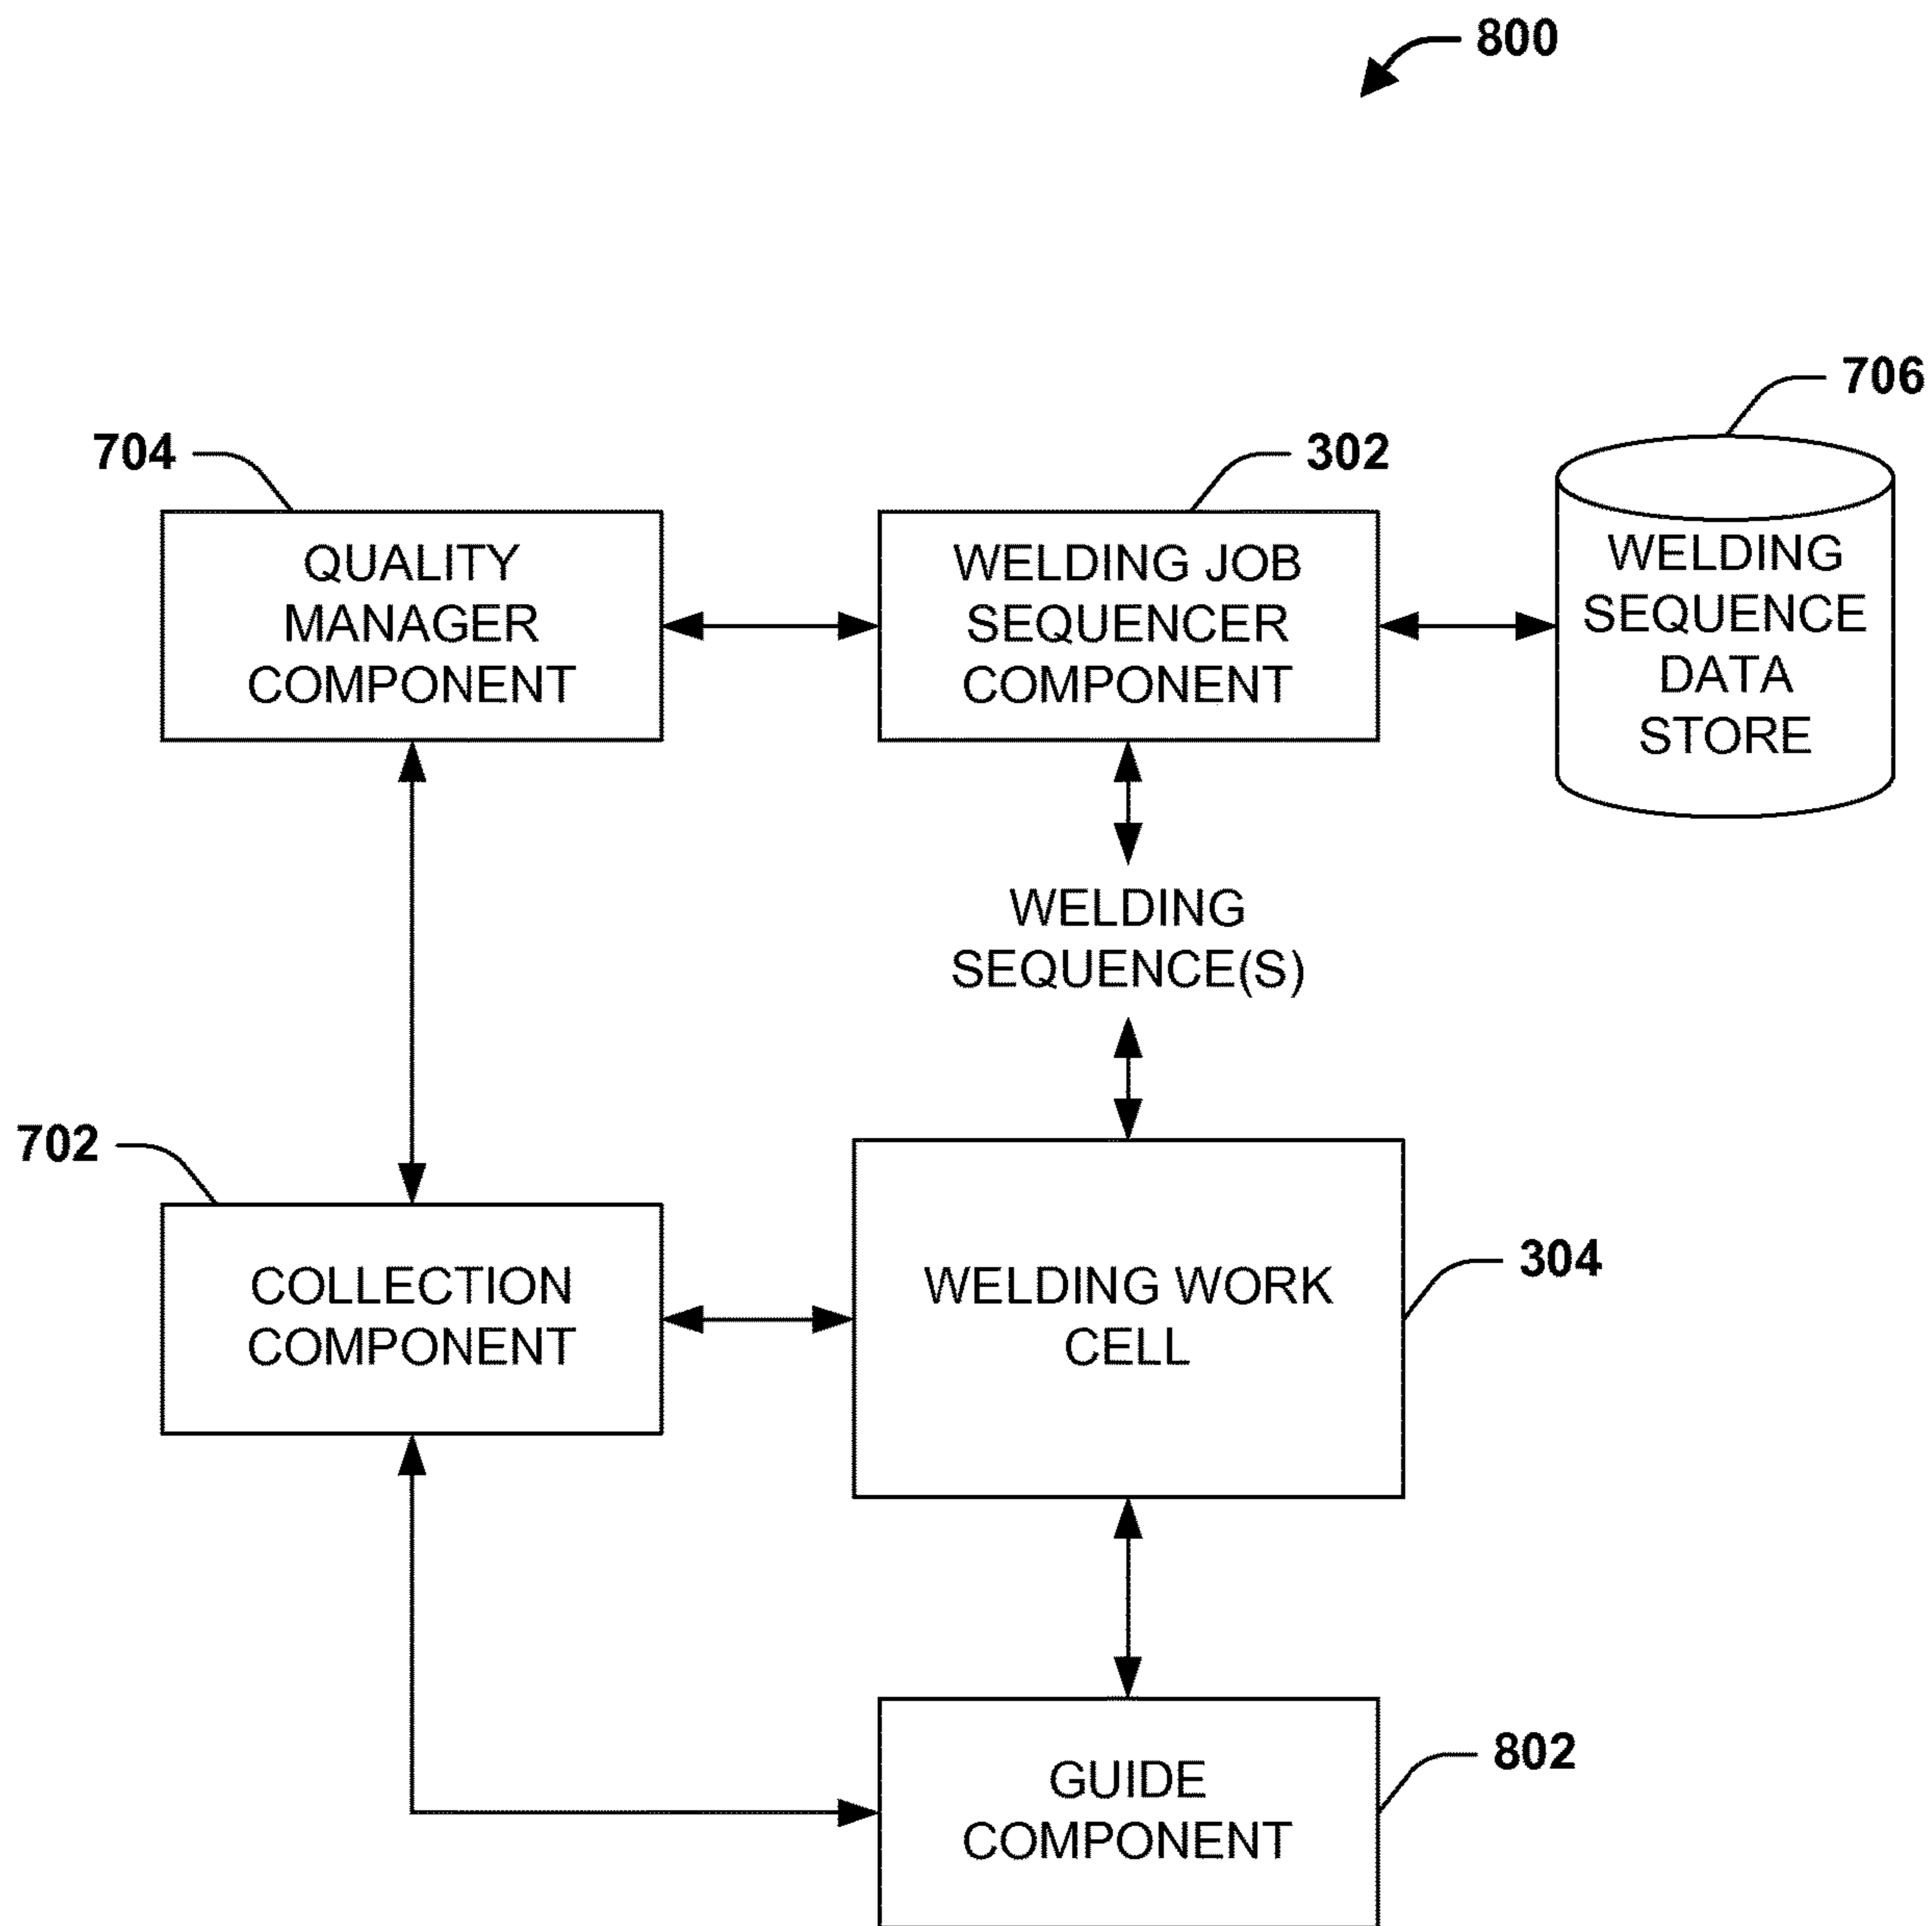 800
706
704
302
QUALITY
MANAGER
COMPONENT
WELDING JOB
SEQUENCER
COMPONENT
WELDING
SEQUENCE
DATA
STORE
WELDING
SEQUENCE(S)
702
304
COLLECTION
COMPONENT
WELDING WORK
CELL
802
GUIDE
COMPONENT